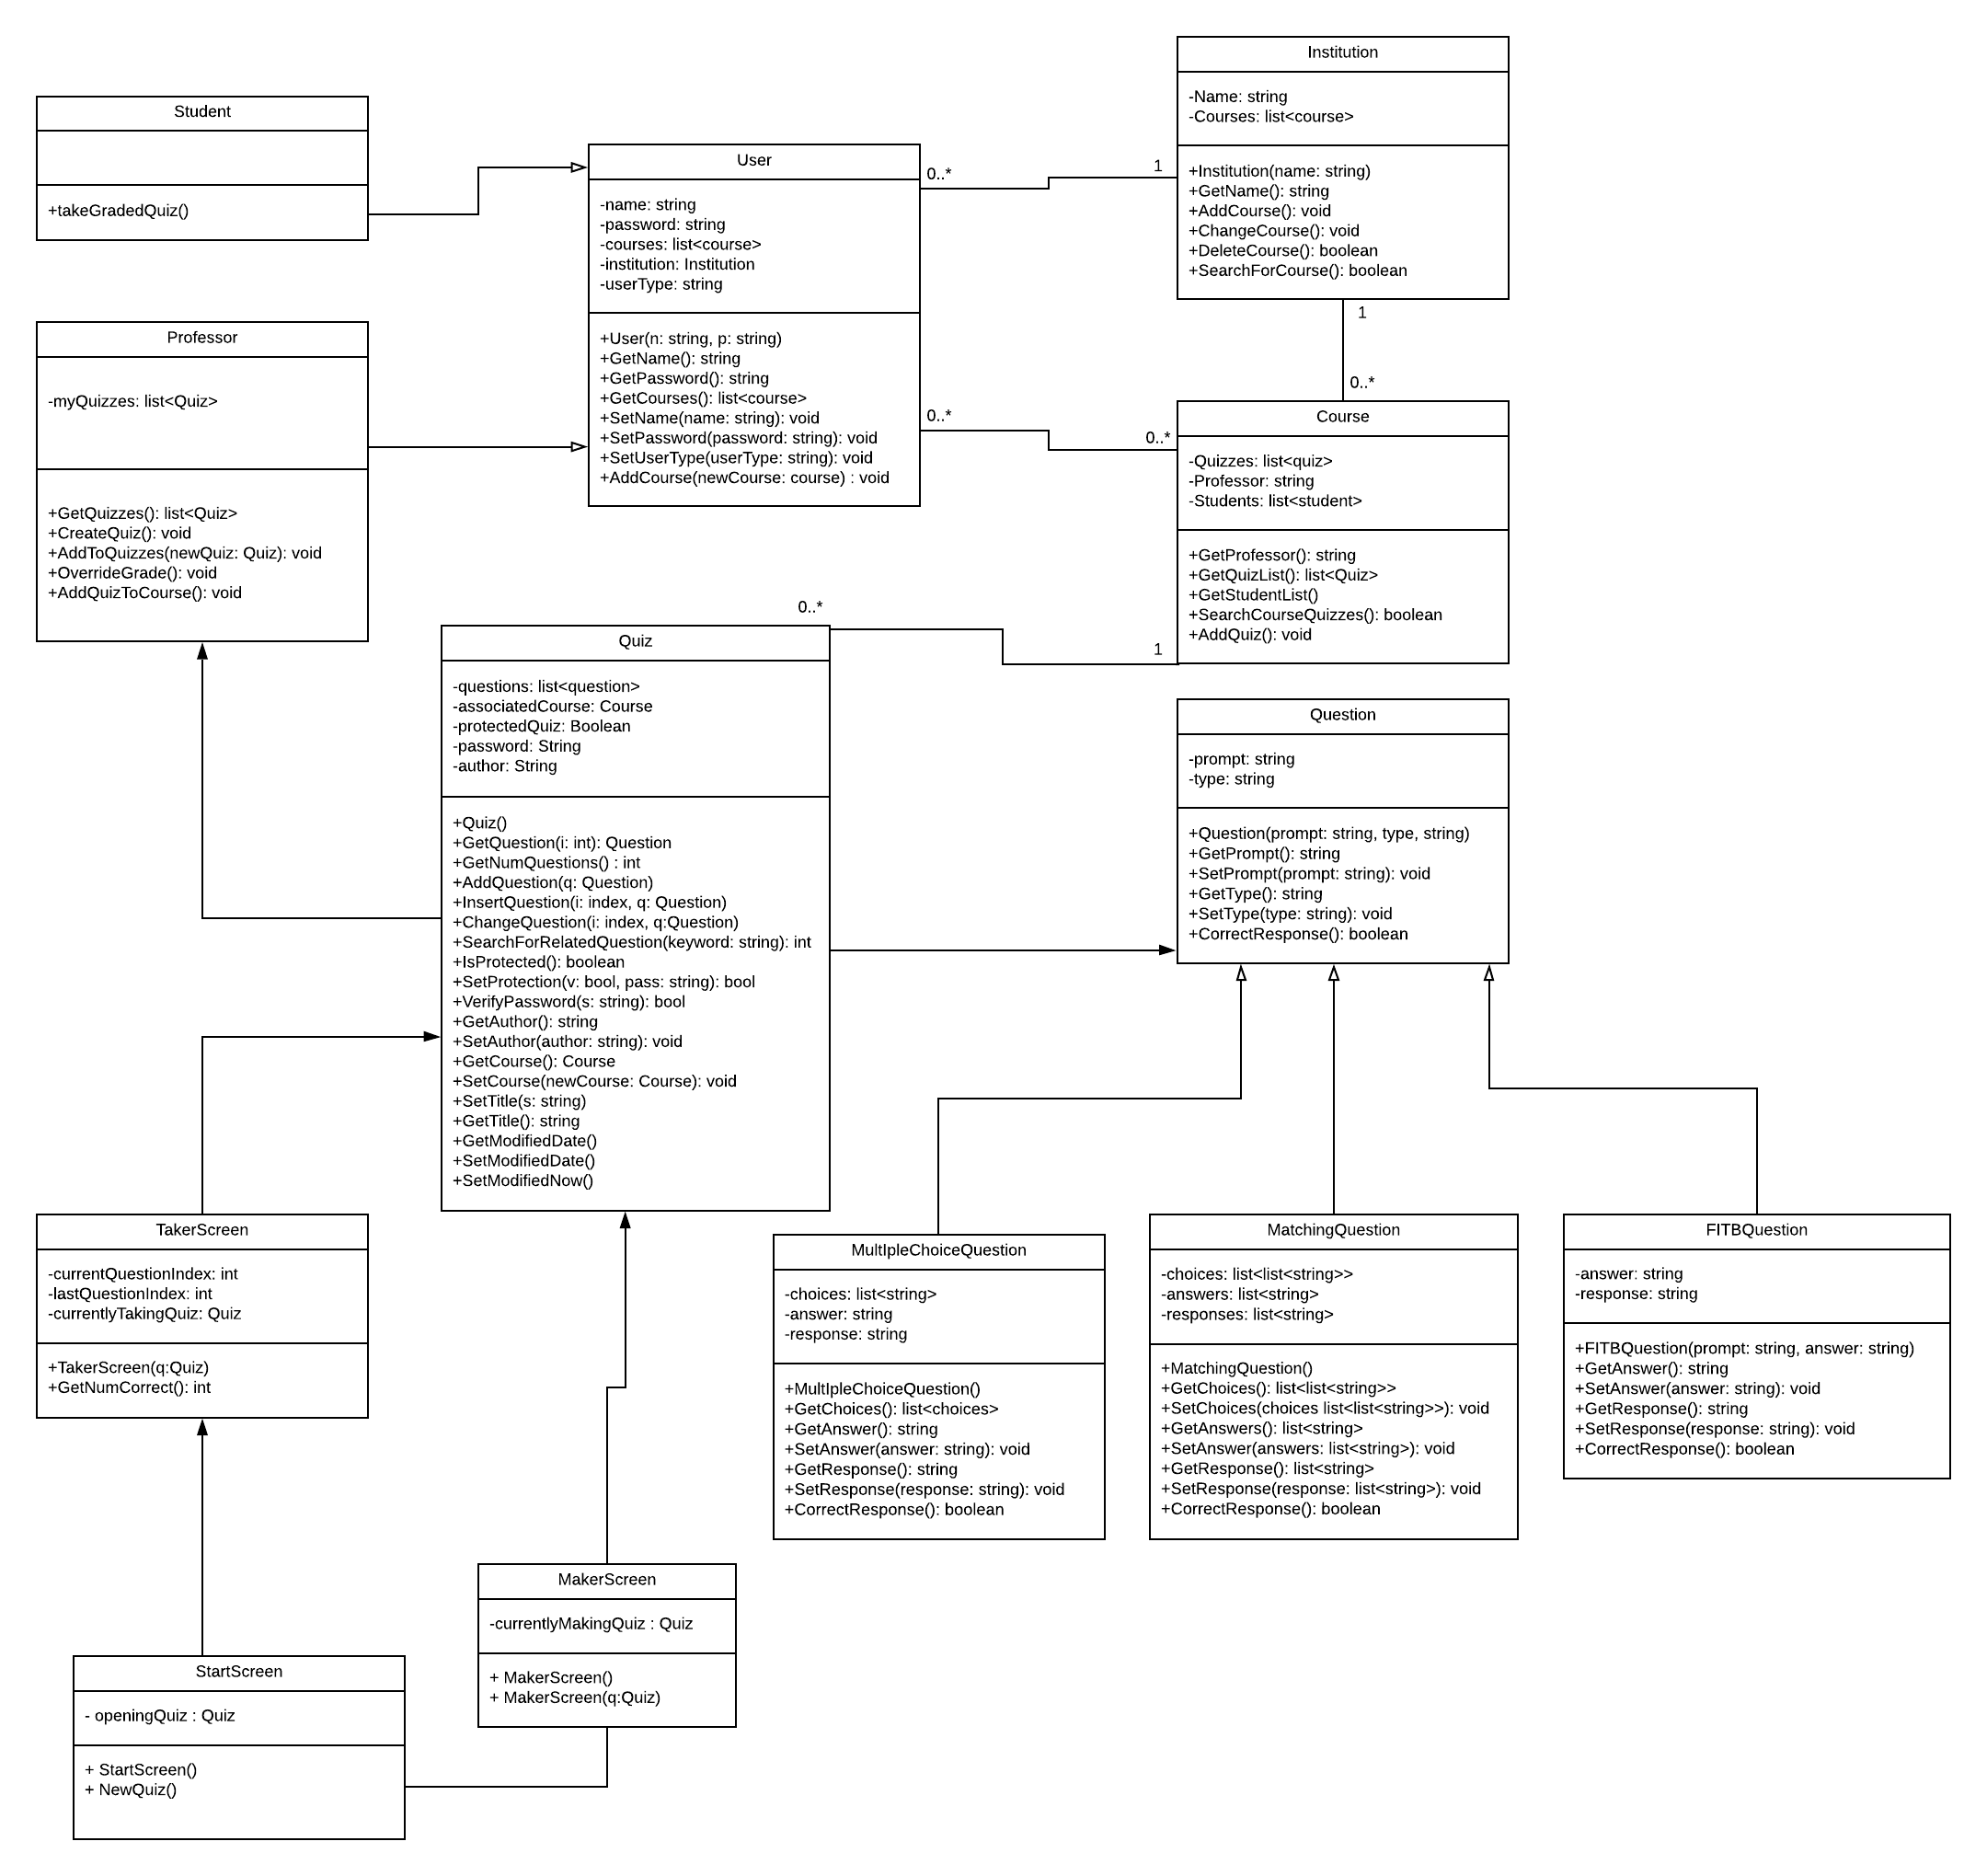 Institution
-Name: string
-Courses: list<course>
+Institution(name: string)
+GetName(): string
+AddCourse(): void
+ChangeCourse(): void
+DeleteCourse(): boolean
+SearchForCourse(): boolean
Student
+takeGradedQuiz()
User
-name: string
-password: string
-courses: list<course>
-institution: Institution
-userType: string
+User(n: string, p: string)
+GetName(): string
+GetPassword(): string
+GetCourses(): list<course>
+SetName(name: string): void
+SetPassword(password: string): void
+SetUserType(userType: string): void
+AddCourse(newCourse: course) : void
0..*
1
1
0..*
0..*
0..*
Professor
-myQuizzes: list<Quiz>
+GetQuizzes(): list<Quiz>
+CreateQuiz(): void
+AddToQuizzes(newQuiz: Quiz): void
+OverrideGrade(): void
+AddQuizToCourse(): void
Course
-Quizzes: list<quiz>
-Professor: string
-Students: list<student>
+GetProfessor(): string
+GetQuizList(): list<Quiz>
+GetStudentList()
+SearchCourseQuizzes(): boolean
+AddQuiz(): void
0..*
1
Quiz
-questions: list<question>
-associatedCourse: Course
-protectedQuiz: Boolean
-password: String
-author: String
+Quiz()
+GetQuestion(i: int): Question
+GetNumQuestions() : int
+AddQuestion(q: Question)
+InsertQuestion(i: index, q: Question)
+ChangeQuestion(i: index, q:Question)
+SearchForRelatedQuestion(keyword: string): int
+IsProtected(): boolean
+SetProtection(v: bool, pass: string): bool
+VerifyPassword(s: string): bool
+GetAuthor(): string
+SetAuthor(author: string): void
+GetCourse(): Course
+SetCourse(newCourse: Course): void
+SetTitle(s: string)
+GetTitle(): string
+GetModifiedDate()
+SetModifiedDate()
+SetModifiedNow()
Question
-prompt: string
-type: string
+Question(prompt: string, type, string)
+GetPrompt(): string
+SetPrompt(prompt: string): void
+GetType(): string
+SetType(type: string): void
+CorrectResponse(): boolean
TakerScreen
-currentQuestionIndex: int
-lastQuestionIndex: int
-currentlyTakingQuiz: Quiz
+TakerScreen(q:Quiz)
+GetNumCorrect(): int
MultIpleChoiceQuestion
-choices: list<string>
-answer: string
-response: string
+MultIpleChoiceQuestion()
+GetChoices(): list<choices>
+GetAnswer(): string
+SetAnswer(answer: string): void
+GetResponse(): string
+SetResponse(response: string): void
+CorrectResponse(): boolean
MatchingQuestion
-choices: list<list<string>>
-answers: list<string>
-responses: list<string>
+MatchingQuestion()
+GetChoices(): list<list<string>>
+SetChoices(choices list<list<string>>): void
+GetAnswers(): list<string>
+SetAnswer(answers: list<string>): void
+GetResponse(): list<string>
+SetResponse(response: list<string>): void
+CorrectResponse(): boolean
FITBQuestion
-answer: string
-response: string
+FITBQuestion(prompt: string, answer: string)
+GetAnswer(): string
+SetAnswer(answer: string): void
+GetResponse(): string
+SetResponse(response: string): void
+CorrectResponse(): boolean
MakerScreen
-currentlyMakingQuiz : Quiz
+ MakerScreen()
+ MakerScreen(q:Quiz)
StartScreen
- openingQuiz : Quiz
+ StartScreen()
+ NewQuiz()